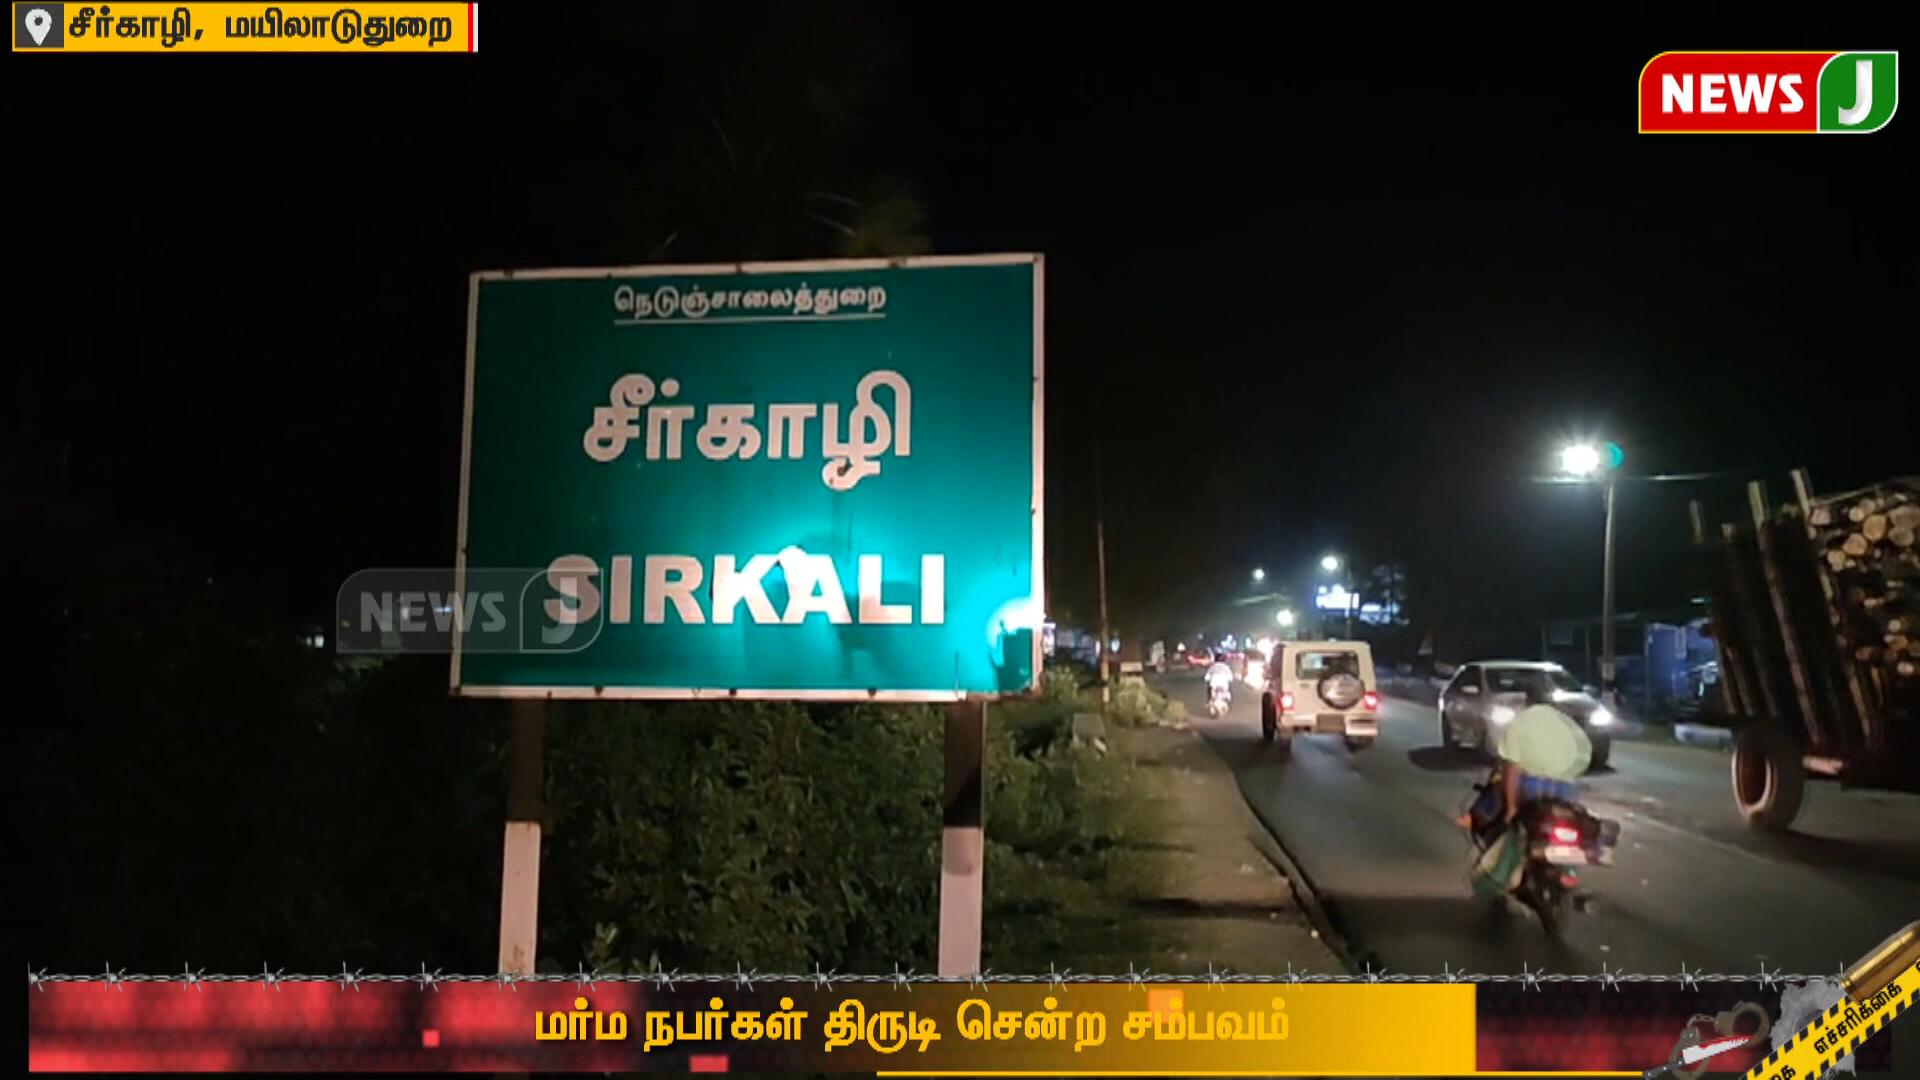 சீர்காழி, மயிலாடுதுறை
NEWS J
நெடுஞ்சாலைத்துறை
சீர்காழி
SIRKALI
NEWS J
மர்ம நபர்கள் திருடி சென்ற சம்பவம்
எச்சரிக்கை